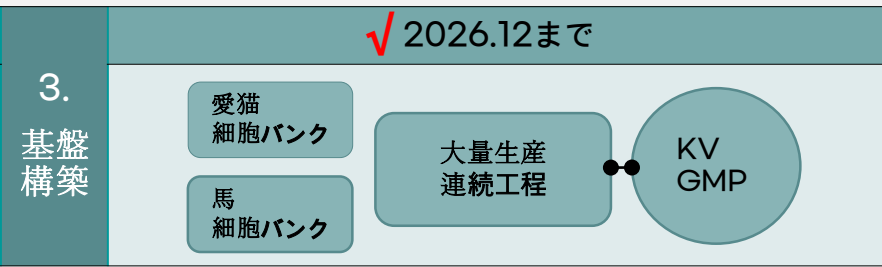 3.
基盤
構築
√ 2026.12まで
愛猫
細胞バンク
馬
細胞バンク
大量生産
連続工程
KV
GMP